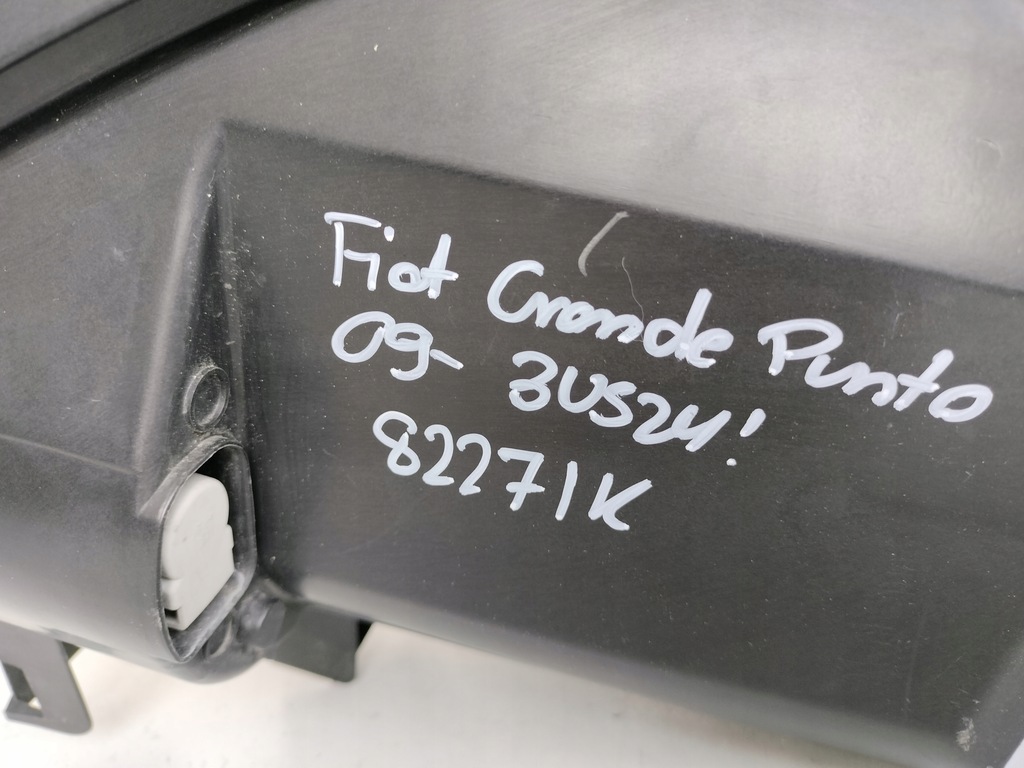 Fiat Grande Punto
09- 3US24!
82271K